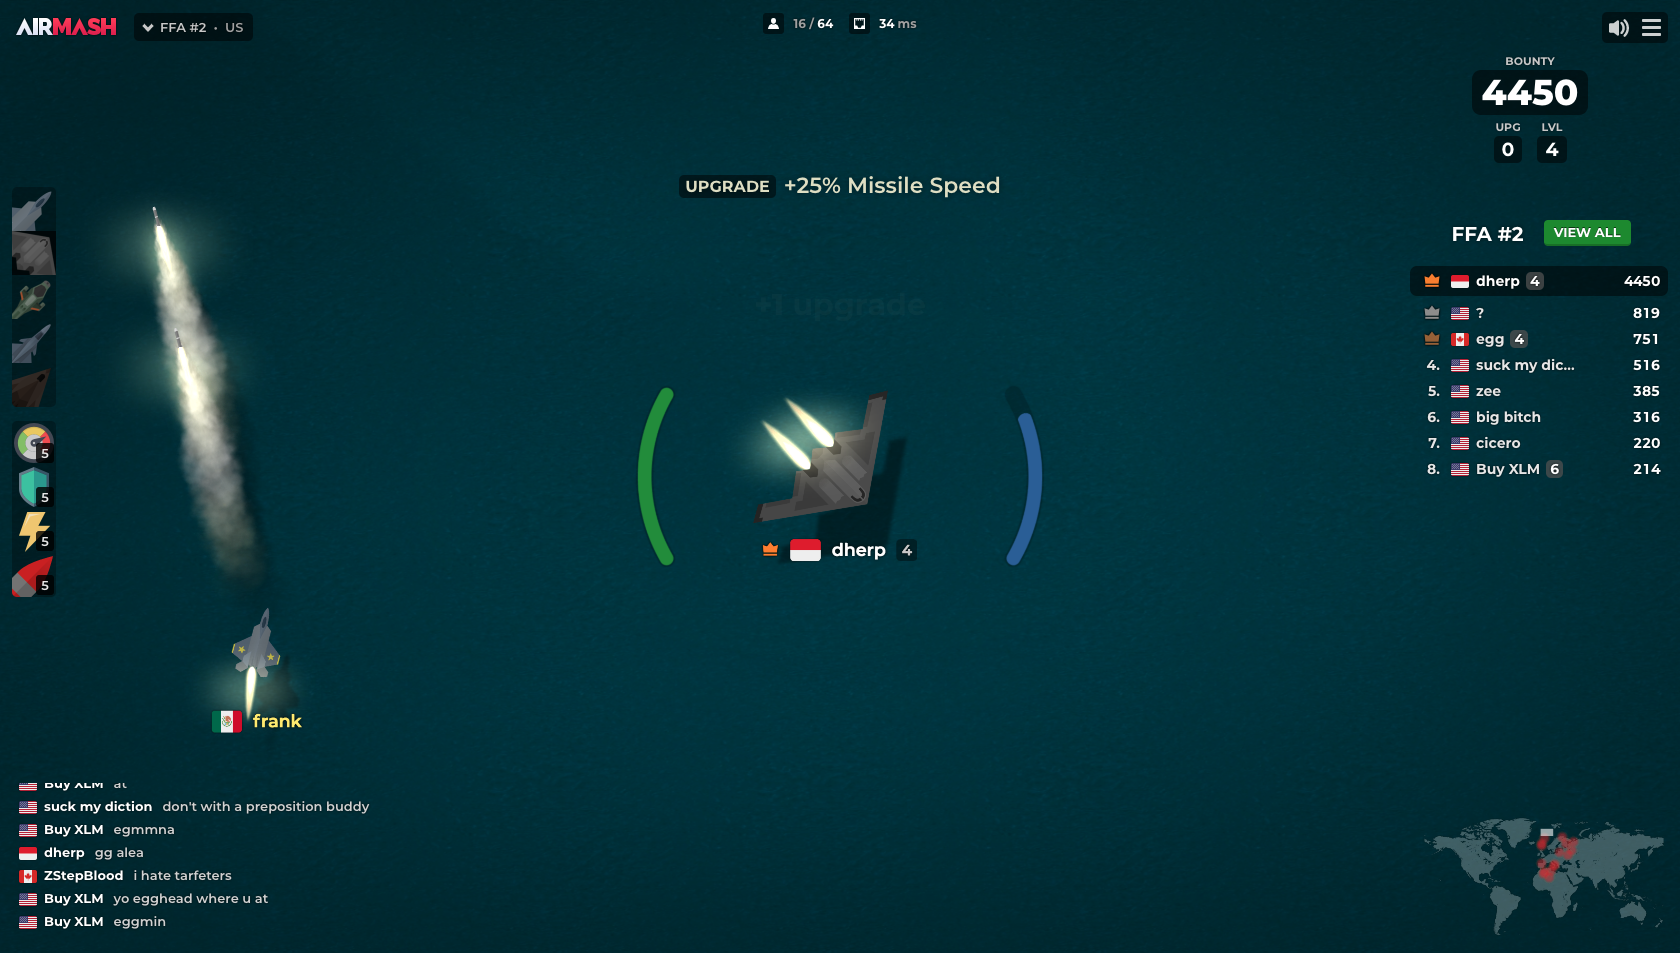 AIRMASH
FFA #2 · US
16 / 64
34 ms
BOUNTY
4450
UPG LVL
0 4
UPGRADE +25% Missile Speed
+1 upgrade
FFA #2 VIEW ALL
dherp 4 4450
? 819
egg 4 751
4. suck my dic... 516
5. zee 385
6. big bitch 316
7. cicero 220
8. Buy XLM 6 214
5
5
5
5
dherp 4
frank
Buy XLM at
suck my diction don't with a preposition buddy
Buy XLM egmmna
dherp gg alea
ZStepBlood i hate tarfeters
Buy XLM yo egghead where u at
Buy XLM eggmin